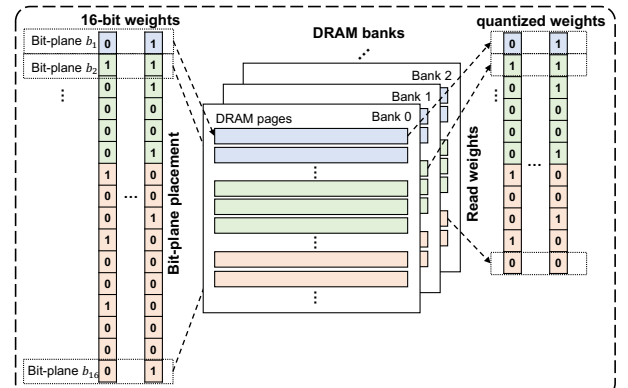 16-bit weights
Bit-plane b₁ 0 1
Bit-plane b₂ 1 1
⋮ 0 1
0 0
0 0
0 1
1 0
0 ... 0
0 1
1 0
0 0
0 0
1 0
0 0
0 0
Bit-plane b₁₆ 0 1
Bit-plane placement
DRAM banks
Bank 2
Bank 1
Bank 0
DRAM pages
Read weights
quantized weights
0 1
1 1
0 1
0 0
0 0
0 1
1 0
0 0
0 1
1 0
0 0